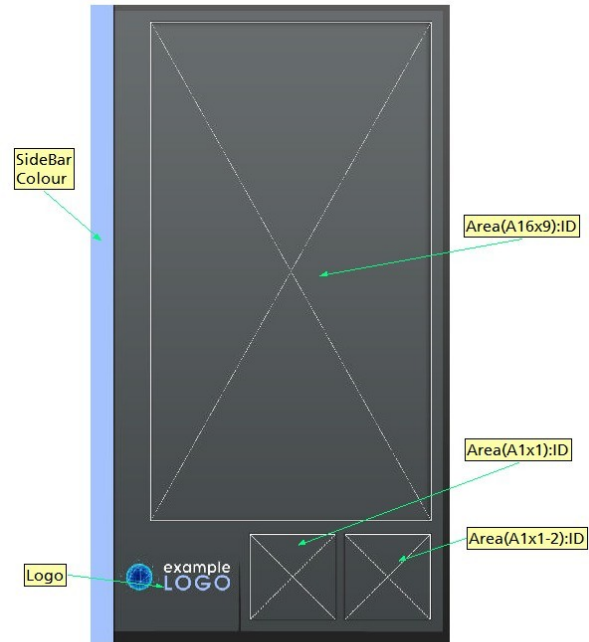 SideBar
Colour
Area(A16x9):ID
Area(A1x1):ID
Area(A1x1-2):ID
Logo
example
LOGO